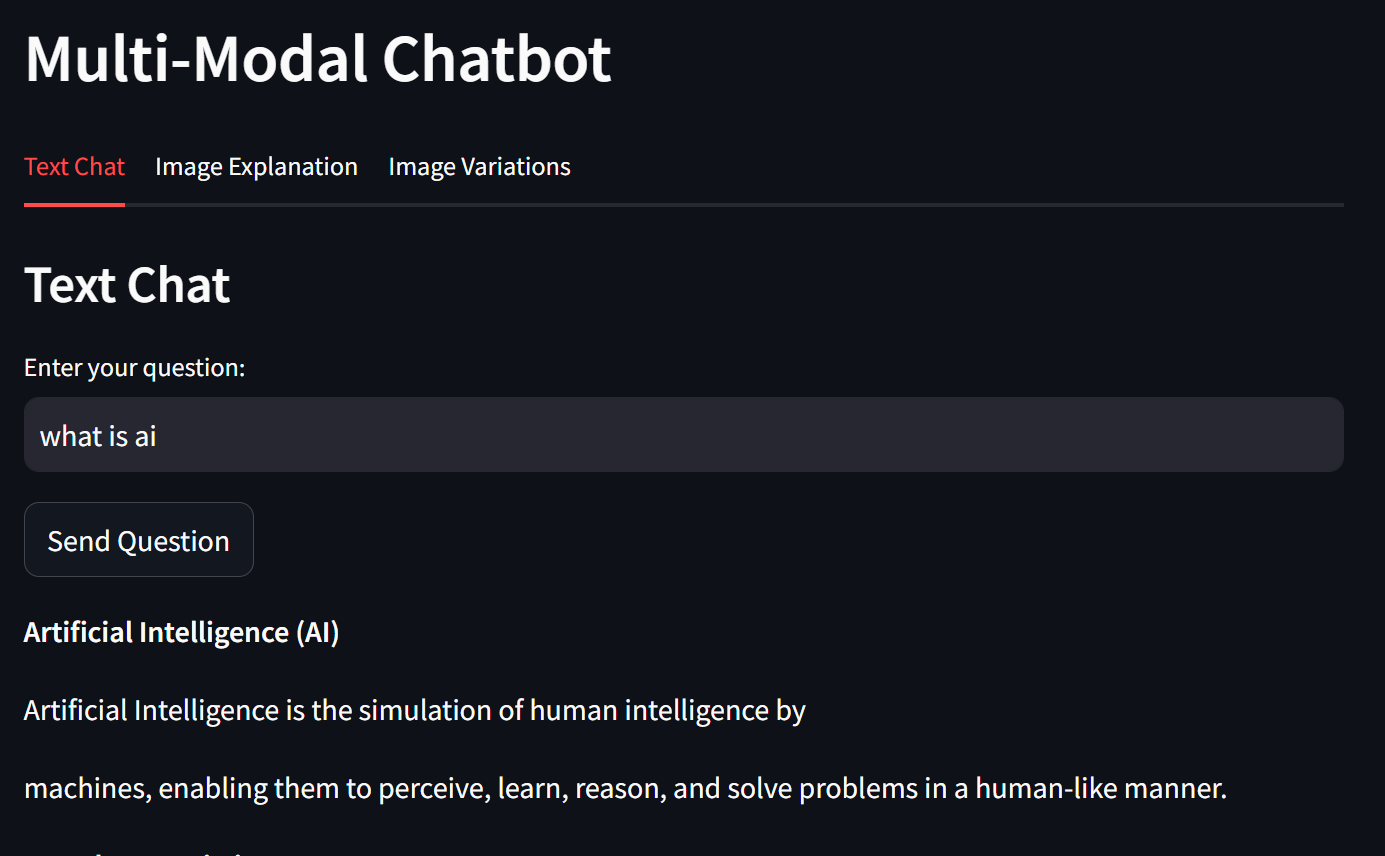 Multi-Modal Chatbot
Text Chat Image Explanation Image Variations
Text Chat
Enter your question:
what is ai
Send Question
Artificial Intelligence (AI)
Artificial Intelligence is the simulation of human intelligence by
machines, enabling them to perceive, learn, reason, and solve problems in a human-like manner.